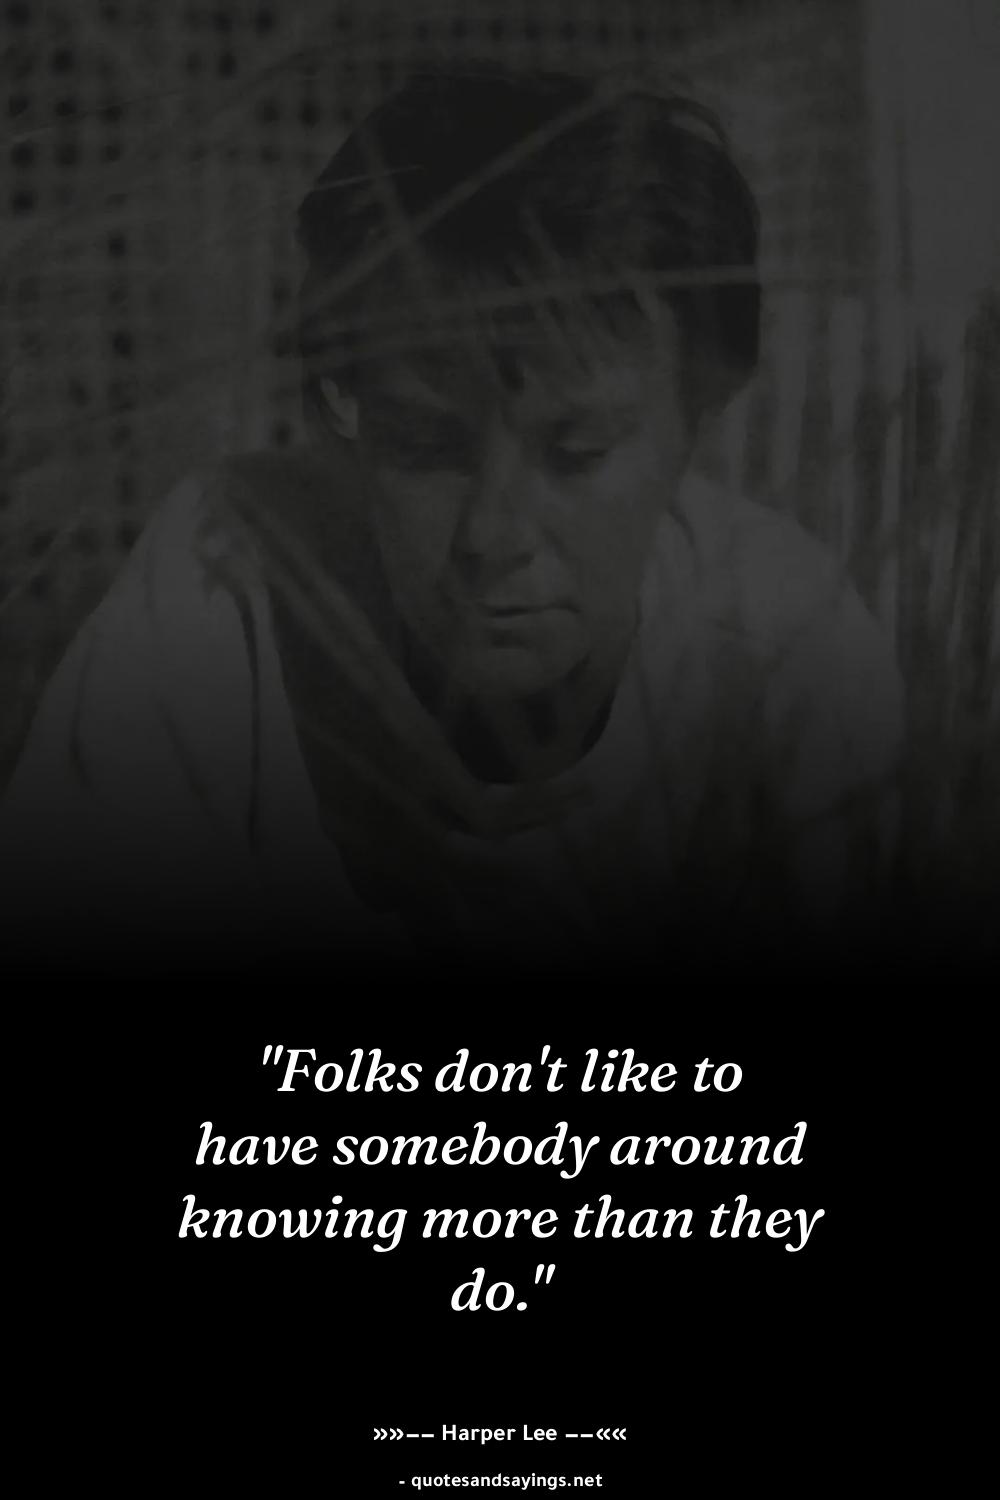 "Folks don't like to
have somebody around
knowing more than they
do."
»»–– Harper Lee ––««
- quotesandsayings.net